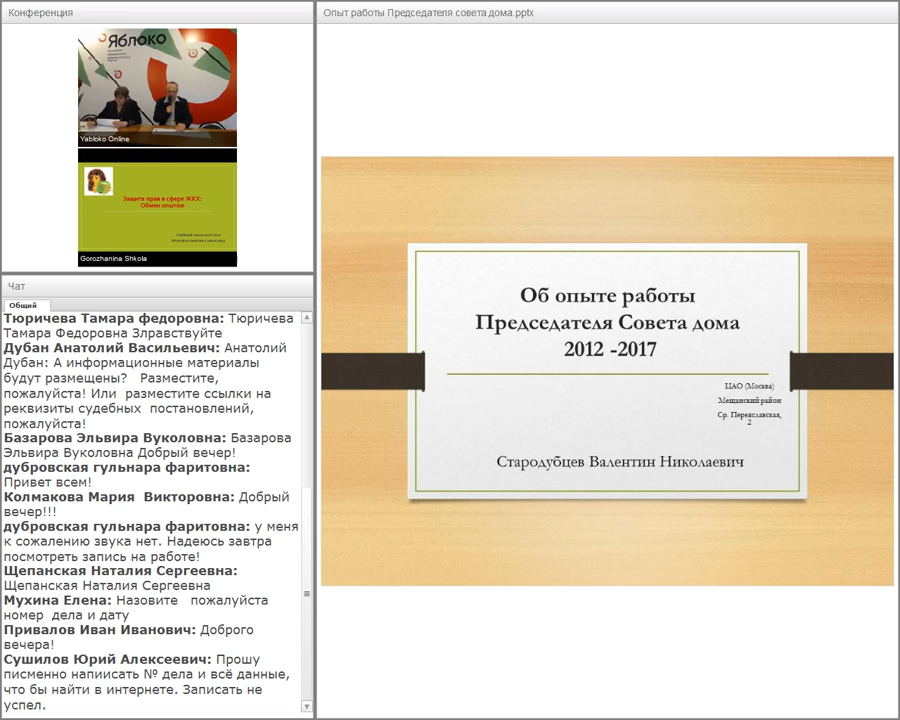 Конференция
Яблоко
Yabloko Online
Защита прав в сфере ЖКХ:
Обмен опытом
Gorozhanina Shkola
Чат
Общий
Тюричева Тамара федоровна: Тюричева
Тамара Федоровна Злравствуйте
Дубан Анатолий Васильевич: Анатолий
Дубан: А информационные материалы
будут размещены? Разместите,
пожалуйста! Или разместите ссылки на
реквизиты судебных постановлений,
пожалуйста!
Базарова Эльвира Вуколовна: Базарова
Эльвира Вуколовна Добрый вечер!
дубровская гульнара фаритовна:
Привет всем!
Колмакова Мария Викторовна: Добрый
вечер!!!
дубровская гульнара фаритовна: у меня
к сожалению звука нет. Надеюсь завтра
посмотреть запись на работе!
Щепанская Наталия Сергеевна:
Щепанская Наталия Сергеевна
Мухина Елена: Назовите пожалуйста
номер дела и дату
Привалов Иван Иванович: Доброго
вечера!
Сушилов Юрий Алексеевич: Прошу
писменно напиисать № дела и всё данные,
что бы найти в интернете. Записать не
успел.
Опыт работы Председателя совета дома.pptx
Об опыте работы
Председателя Совета дома
2012 -2017
ЦАО (Москва)
Мещанский район
Ср. Переяславская,
2
Стародубцев Валентин Николаевич